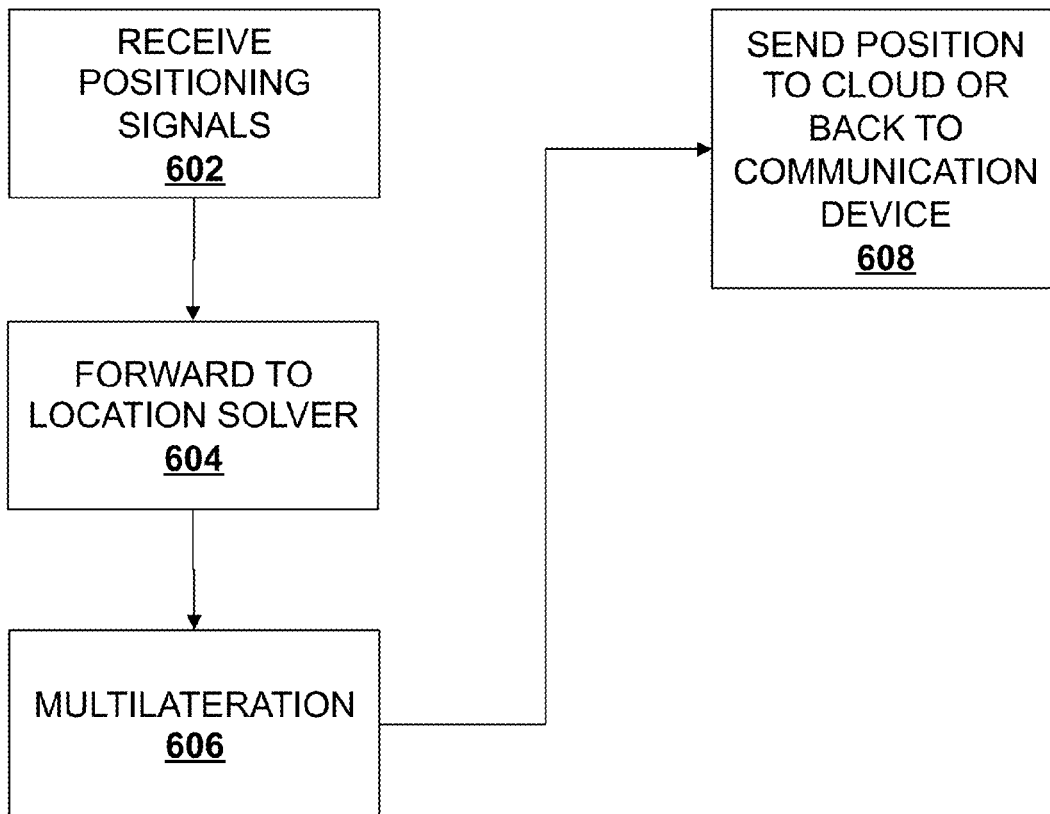 RECEIVE
POSITIONING
SIGNALS
602
FORWARD TO
LOCATION SOLVER
604
MULTILATERATION
606
SEND POSITION
TO CLOUD OR
BACK TO
COMMUNICATION
DEVICE
608